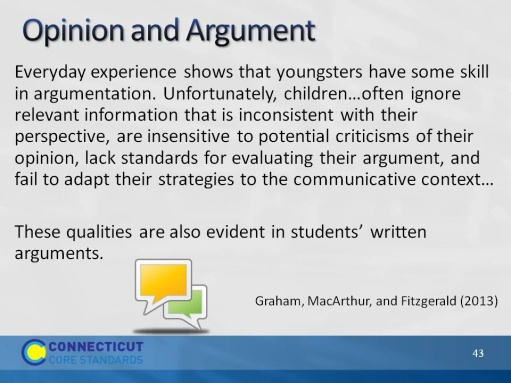 Opinion and Argument
Everyday experience shows that youngsters have some skill
in argumentation. Unfortunately, children…often ignore
relevant information that is inconsistent with their
perspective, are insensitive to potential criticisms of their
opinion, lack standards for evaluating their argument, and
fail to adapt their strategies to the communicative context…
These qualities are also evident in students’ written
arguments.
Graham, MacArthur, and Fitzgerald (2013)
CONNECTICUT
CORE STANDARDS
43